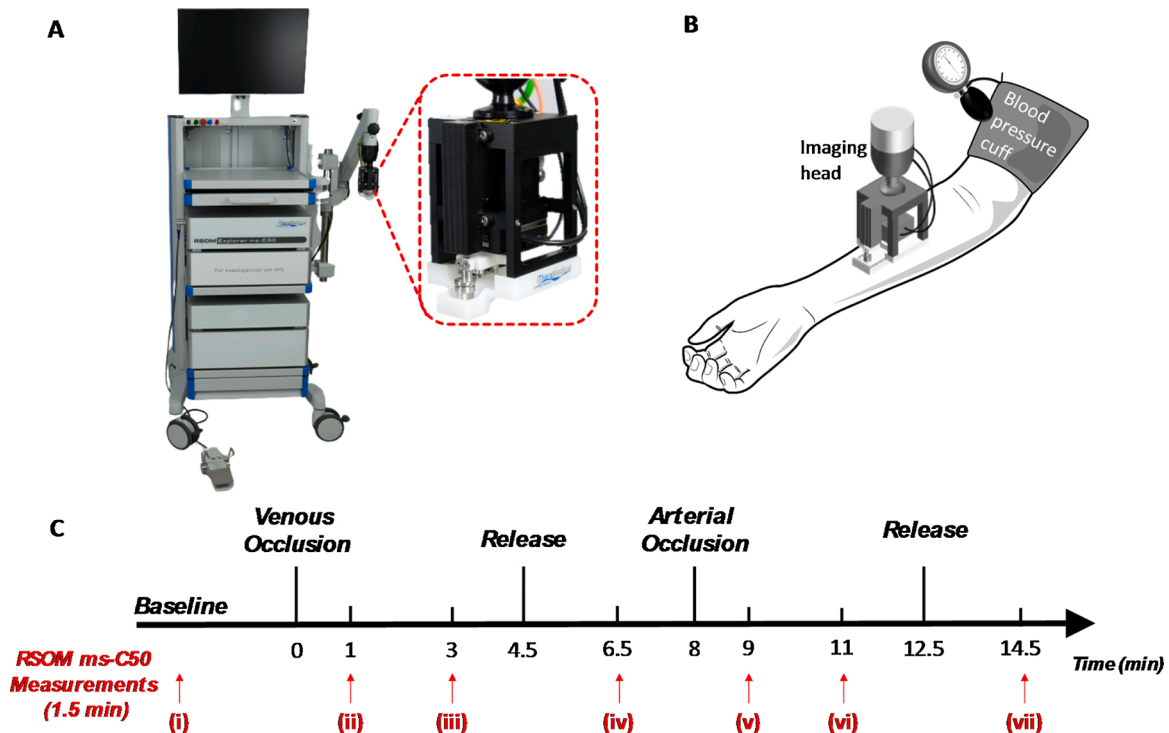 A
B
RSOM Explorer ms-C50
For investigational use only
iTheraMedical
Imaging
head
Blood
pressure
cuff
C
Venous
Occlusion
Release
Arterial
Occlusion
Release
Baseline
0 1 3 4.5 6.5 8 9 11 12.5 14.5
Time (min)
RSOM ms-C50
Measurements
(1.5 min)
(i) (ii) (iii) (iv) (v) (vi) (vii)